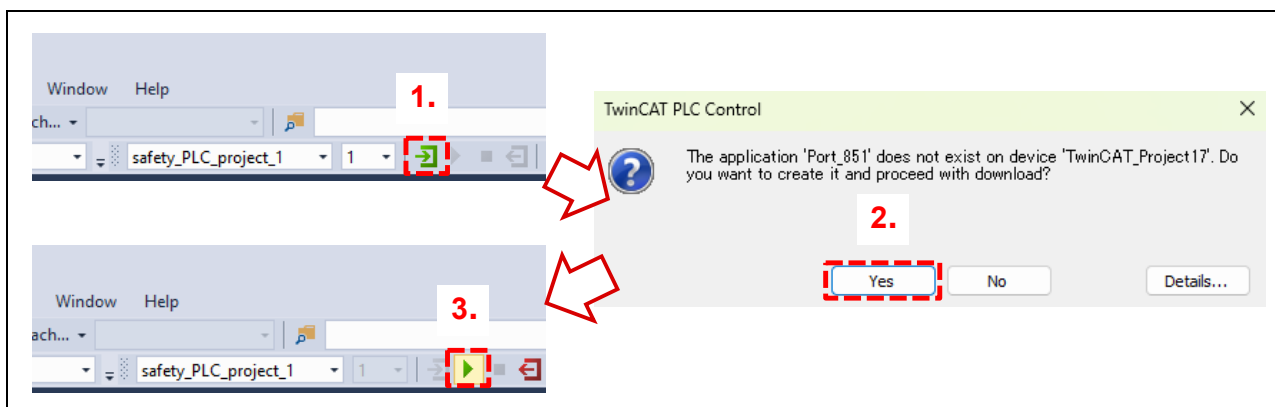 Window Help
1.
ch...
safety_PLC_project_1 1
TwinCAT PLC Control
The application 'Port_851' does not exist on device 'TwinCAT_Project17'. Do
you want to create it and proceed with download?
2.
Yes No Details...
Window Help
3.
ach...
safety_PLC_project_1 1